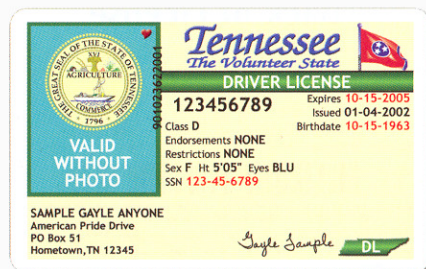 Tennessee
The Volunteer State
DRIVER LICENSE
THE GREAT SEAL OF THE STATE OF TENNESSEE
XVI
AGRICULTURE
COMMERCE
1796
VALID
WITHOUT
PHOTO
901023622001
123456789
Expires 10-15-2005
Issued 01-04-2002
Birthdate 10-15-1963
Class D
Endorsements NONE
Restrictions NONE
Sex F Ht 5'05" Eyes BLU
SSN 123-45-6789
SAMPLE GAYLE ANYONE
American Pride Drive
PO Box 51
Hometown,TN 12345
Gayle Sample
DL